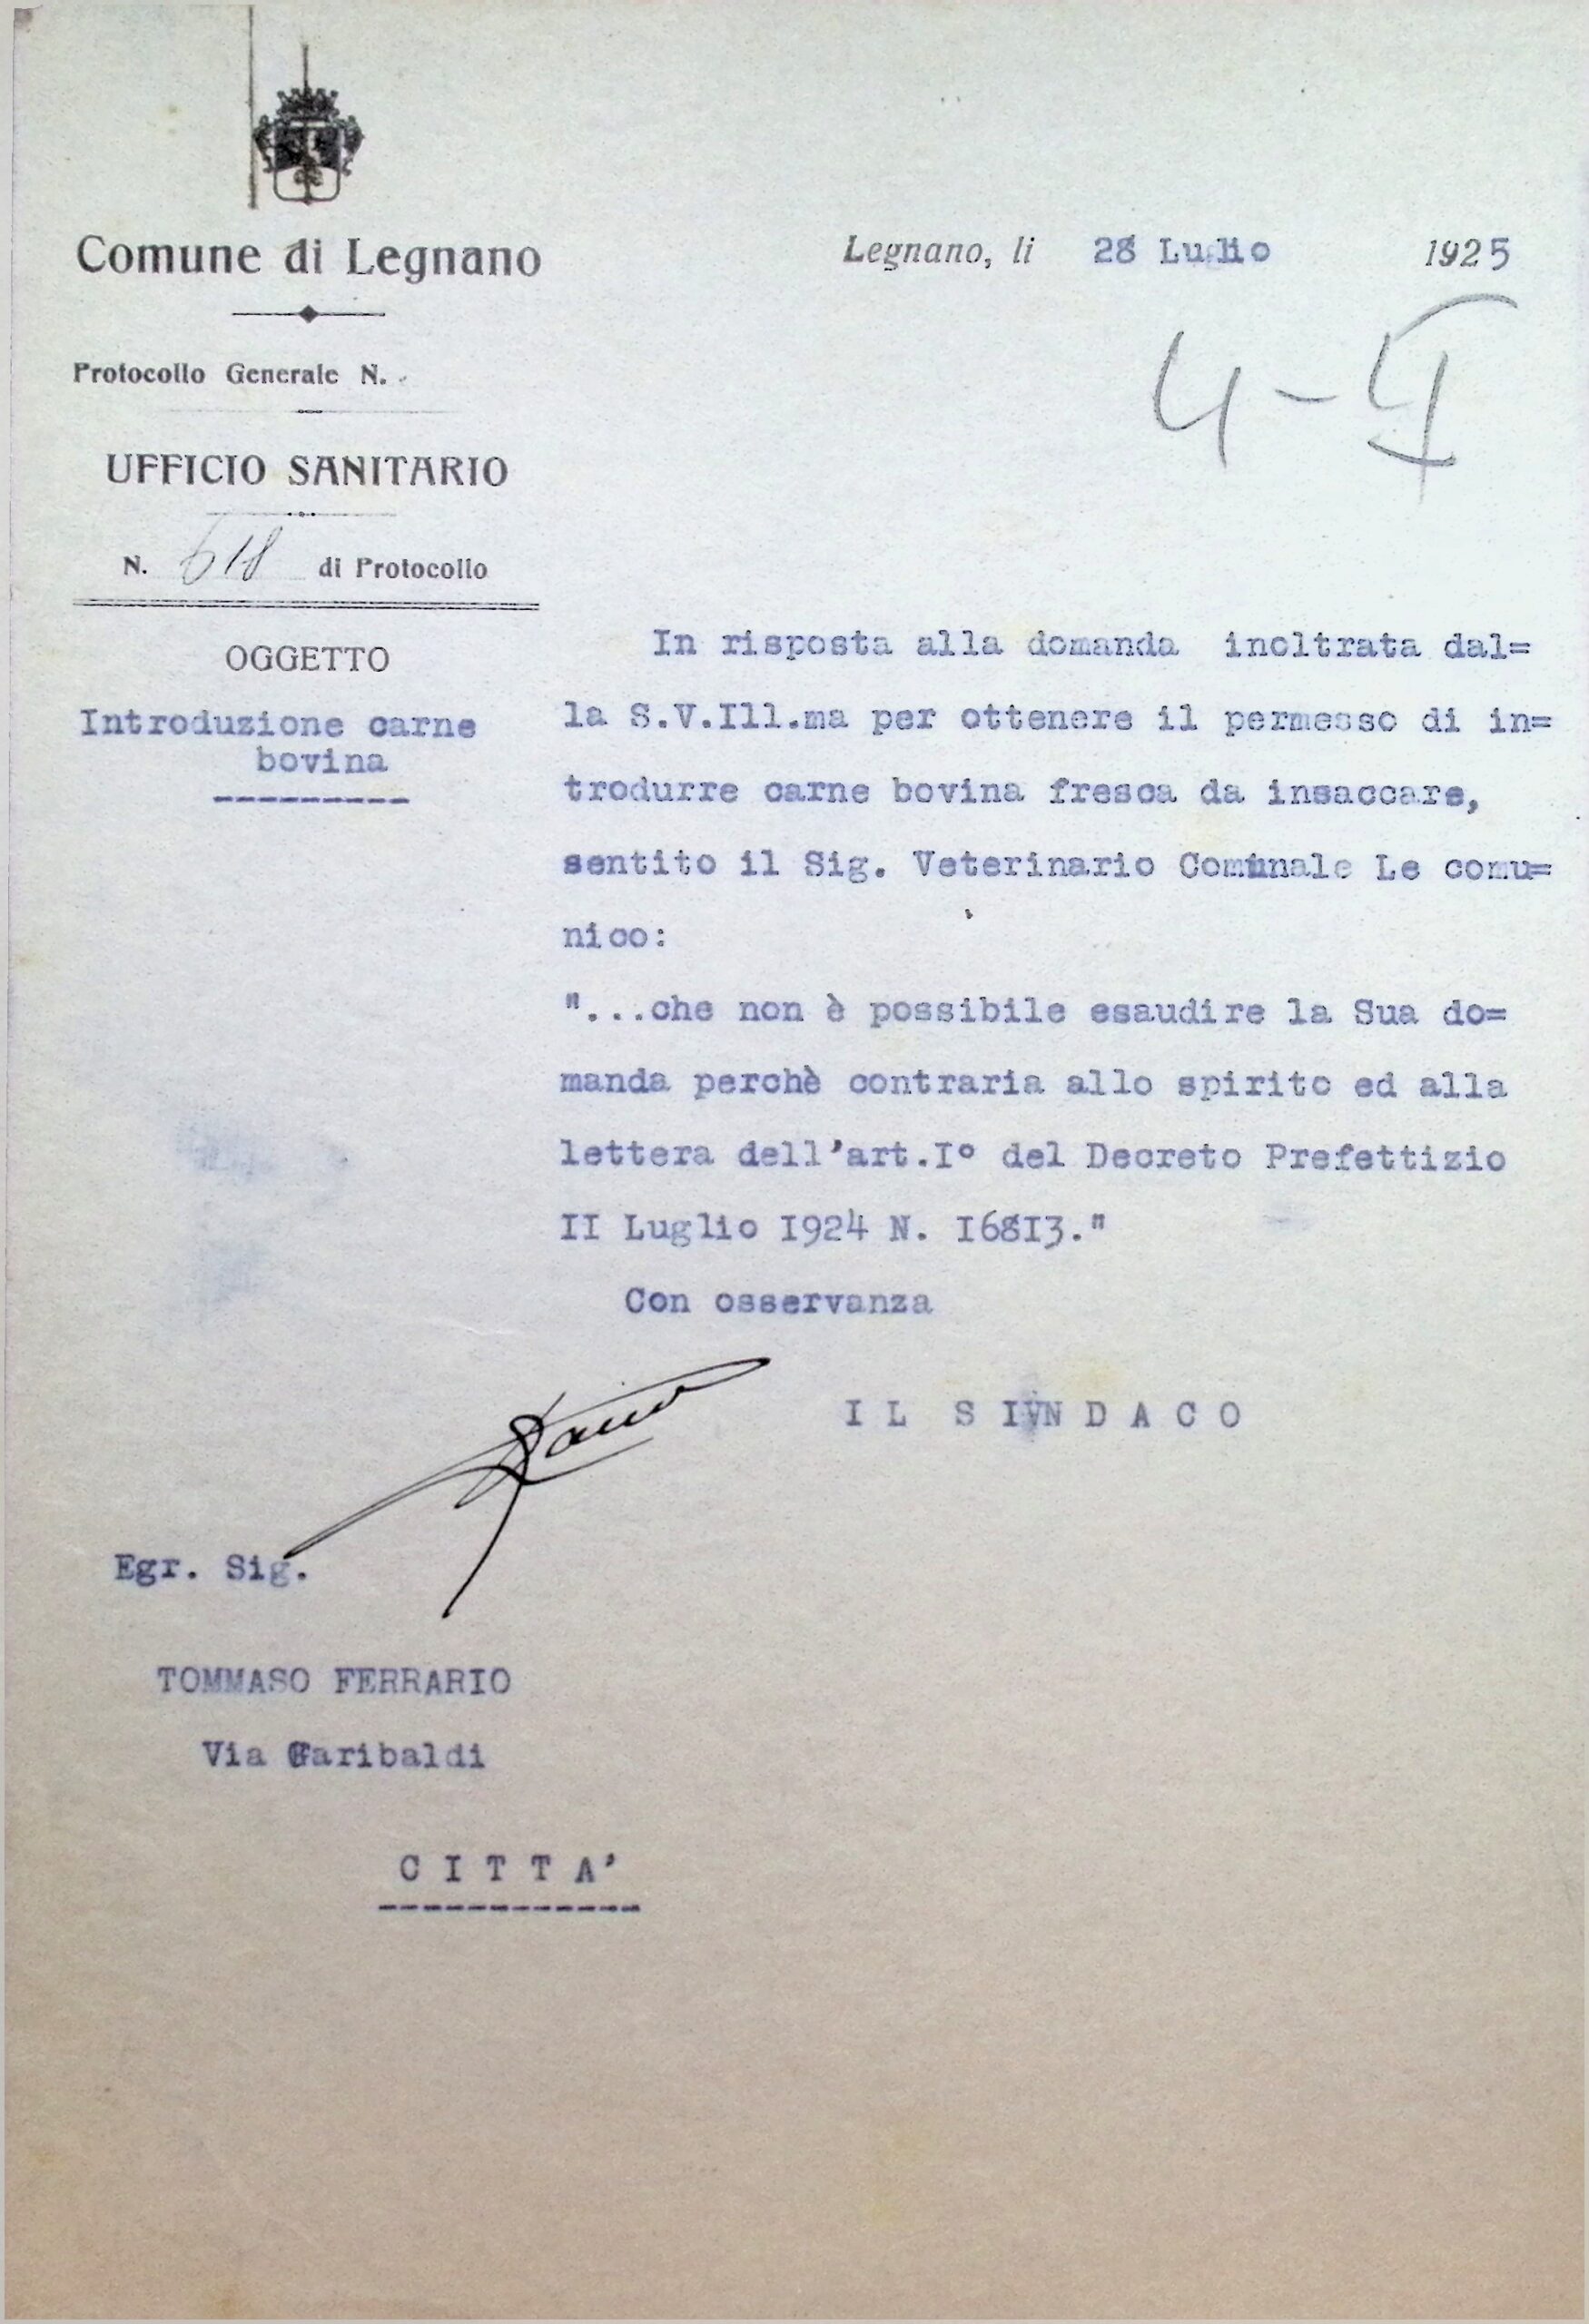 Comune di Legnano
Legnano, li 28 Luglio 1925
Protocollo Generale N.
4-
UFFICIO SANITARIO
N. 618 di Protocollo
OGGETTO
Introduzione carne
bovina
----------
In risposta alla domanda inoltrata dal=
la S.V.Ill.ma per ottenere il permesso di in=
trodurre carne bovina fresca da insaccare,
sentito il Sig. Veterinario Comunale Le comu=
nico:
"...che non è possibile esaudire la Sua do=
manda perchè contraria allo spirito ed alla
lettera dell'art.I° del Decreto Prefettizio
II Luglio I924 N. I68I3."
Con osservanza
IL SINDACO
Egr. Sig.
TOMMASO FERRARIO
Via Garibaldi
CITTA'
------------